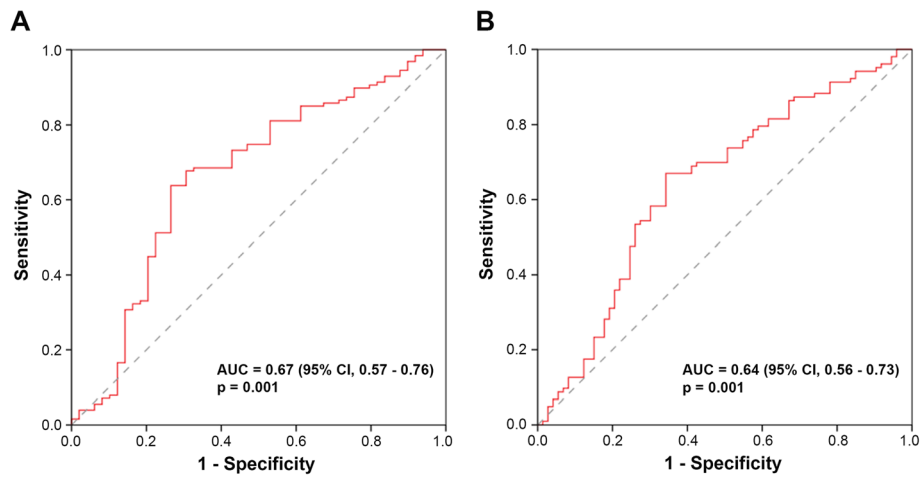 A
1.0
0.8
0.6
0.4
0.2
0.0
0.0 0.2 0.4 0.6 0.8 1.0
Sensitivity
1 - Specificity
AUC = 0.67 (95% CI, 0.57 - 0.76)
p = 0.001
B
1.0
0.8
0.6
0.4
0.2
0.0
0.0 0.2 0.4 0.6 0.8 1.0
Sensitivity
1 - Specificity
AUC = 0.64 (95% CI, 0.56 - 0.73)
p = 0.001